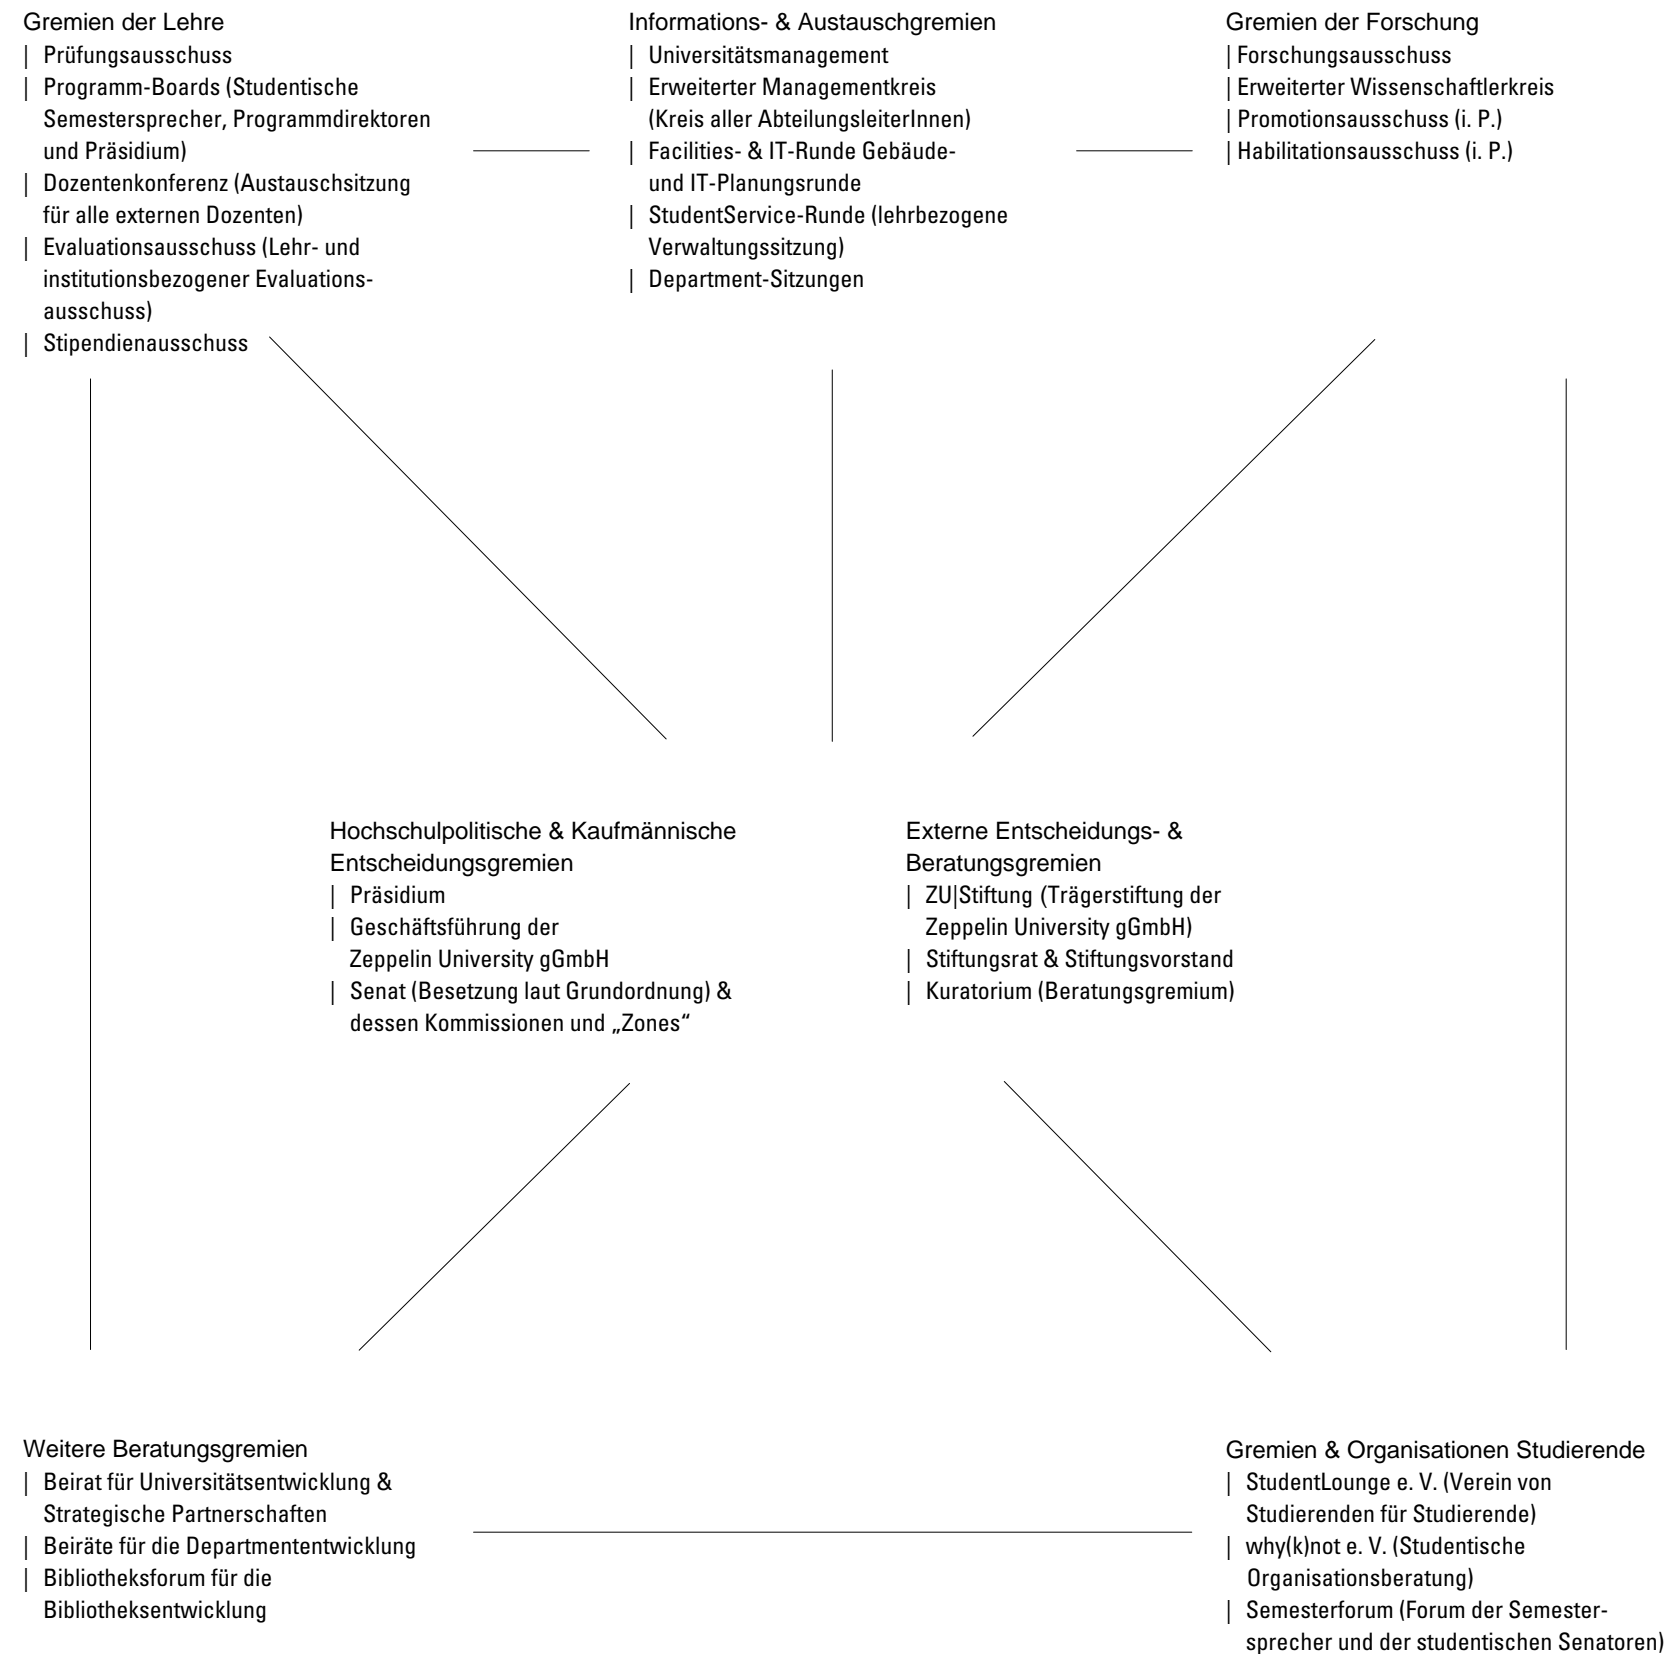 Gremien der Lehre
| Prüfungsausschuss
| Programm-Boards (Studentische
Semestersprecher, Programmdirektoren
und Präsidium)
| Dozentenkonferenz (Austauschsitzung
für alle externen Dozenten)
| Evaluationsausschuss (Lehr- und
institutionsbezogener Evaluations-
ausschuss)
| Stipendienausschuss
Informations- & Austauschgremien
| Universitätsmanagement
| Erweiterter Managementkreis
(Kreis aller AbteilungsleiterInnen)
| Facilities- & IT-Runde Gebäude-
und IT-Planungsrunde
| StudentService-Runde (lehrbezogene
Verwaltungssitzung)
| Department-Sitzungen
Gremien der Forschung
| Forschungsausschuss
| Erweiterter Wissenschaftlerkreis
| Promotionsausschuss (i. P.)
| Habilitationsausschuss (i. P.)
Hochschulpolitische & Kaufmännische
Entscheidungsgremien
| Präsidium
| Geschäftsführung der
Zeppelin University gGmbH
| Senat (Besetzung laut Grundordnung) &
dessen Kommissionen und „Zones“
Externe Entscheidungs- &
Beratungsgremien
| ZU|Stiftung (Trägerstiftung der
Zeppelin University gGmbH)
| Stiftungsrat & Stiftungsvorstand
| Kuratorium (Beratungsgremium)
Weitere Beratungsgremien
| Beirat für Universitätsentwicklung &
Strategische Partnerschaften
| Beiräte für die Departmententwicklung
| Bibliotheksforum für die
Bibliotheksentwicklung
Gremien & Organisationen Studierende
| StudentLounge e. V. (Verein von
Studierenden für Studierende)
| why(k)not e. V. (Studentische
Organisationsberatung)
| Semesterforum (Forum der Semester-
sprecher und der studentischen Senatoren)